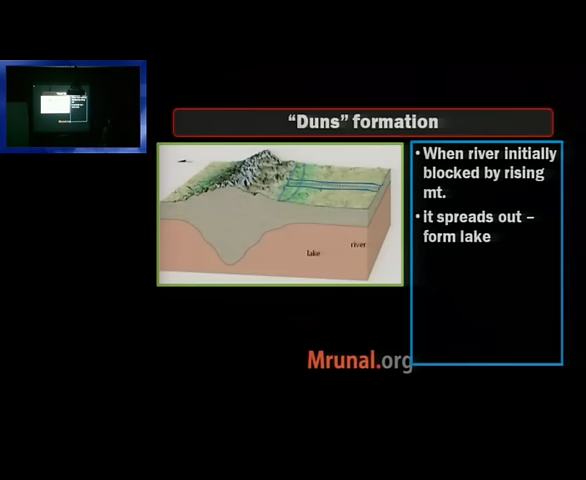 “Duns” formation
• When river initially
blocked by rising
mt.
• it spreads out –
form lake
river
lake
Mrunal.org